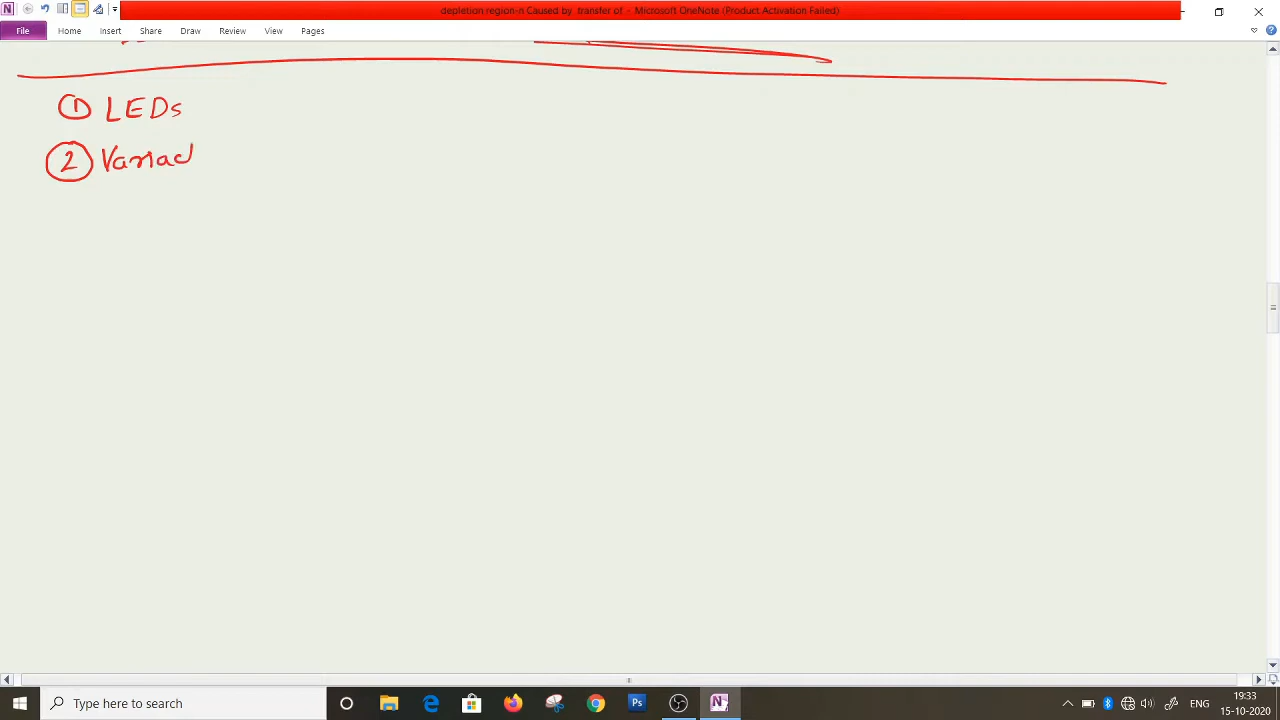 depletion region-n Caused by transfer of - Microsoft OneNote (Product Activation Failed)
File Home Insert Share Draw Review View Pages
① LEDs
② Variac
Type here to search
ENG
19:33
15-10-2020